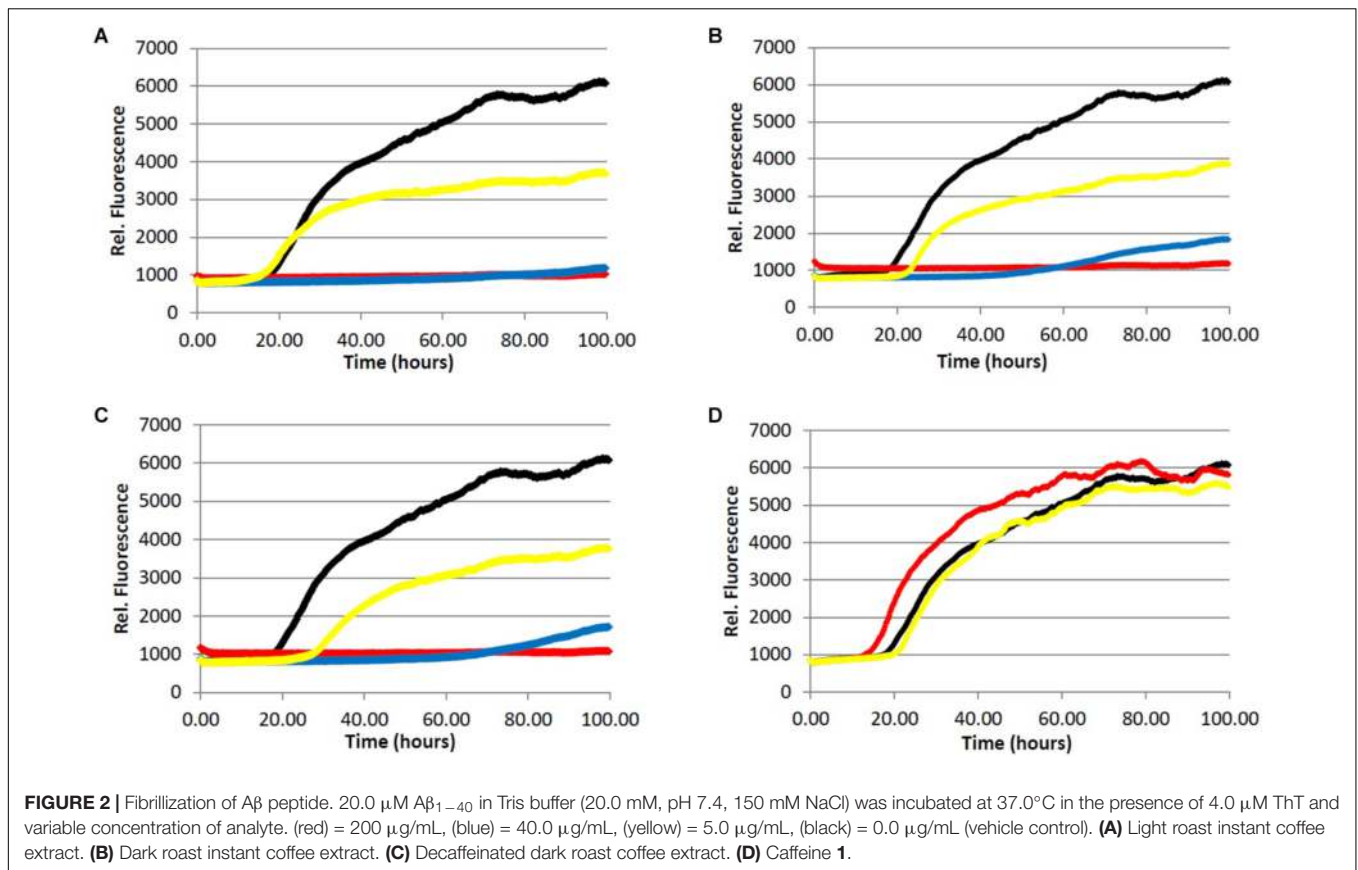 A
7000
6000
5000
4000
3000
2000
1000
0
Rel. Fluorescence
0.00 20.00 40.00 60.00 80.00 100.00
Time (hours)
B
7000
6000
5000
4000
3000
2000
1000
0
Rel. Fluorescence
0.00 20.00 40.00 60.00 80.00 100.00
Time (hours)
C
7000
6000
5000
4000
3000
2000
1000
0
Rel. Fluorescence
0.00 20.00 40.00 60.00 80.00 100.00
Time (hours)
D
7000
6000
5000
4000
3000
2000
1000
0
Rel. Fluorescence
0.00 20.00 40.00 60.00 80.00 100.00
Time (hours)
FIGURE 2 | Fibrillization of Aβ peptide. 20.0 μM Aβ₁₋₄₀ in Tris buffer (20.0 mM, pH 7.4, 150 mM NaCl) was incubated at 37.0°C in the presence of 4.0 μM ThT and
variable concentration of analyte. (red) = 200 μg/mL, (blue) = 40.0 μg/mL, (yellow) = 5.0 μg/mL, (black) = 0.0 μg/mL (vehicle control). (A) Light roast instant coffee
extract. (B) Dark roast instant coffee extract. (C) Decaffeinated dark roast coffee extract. (D) Caffeine 1.